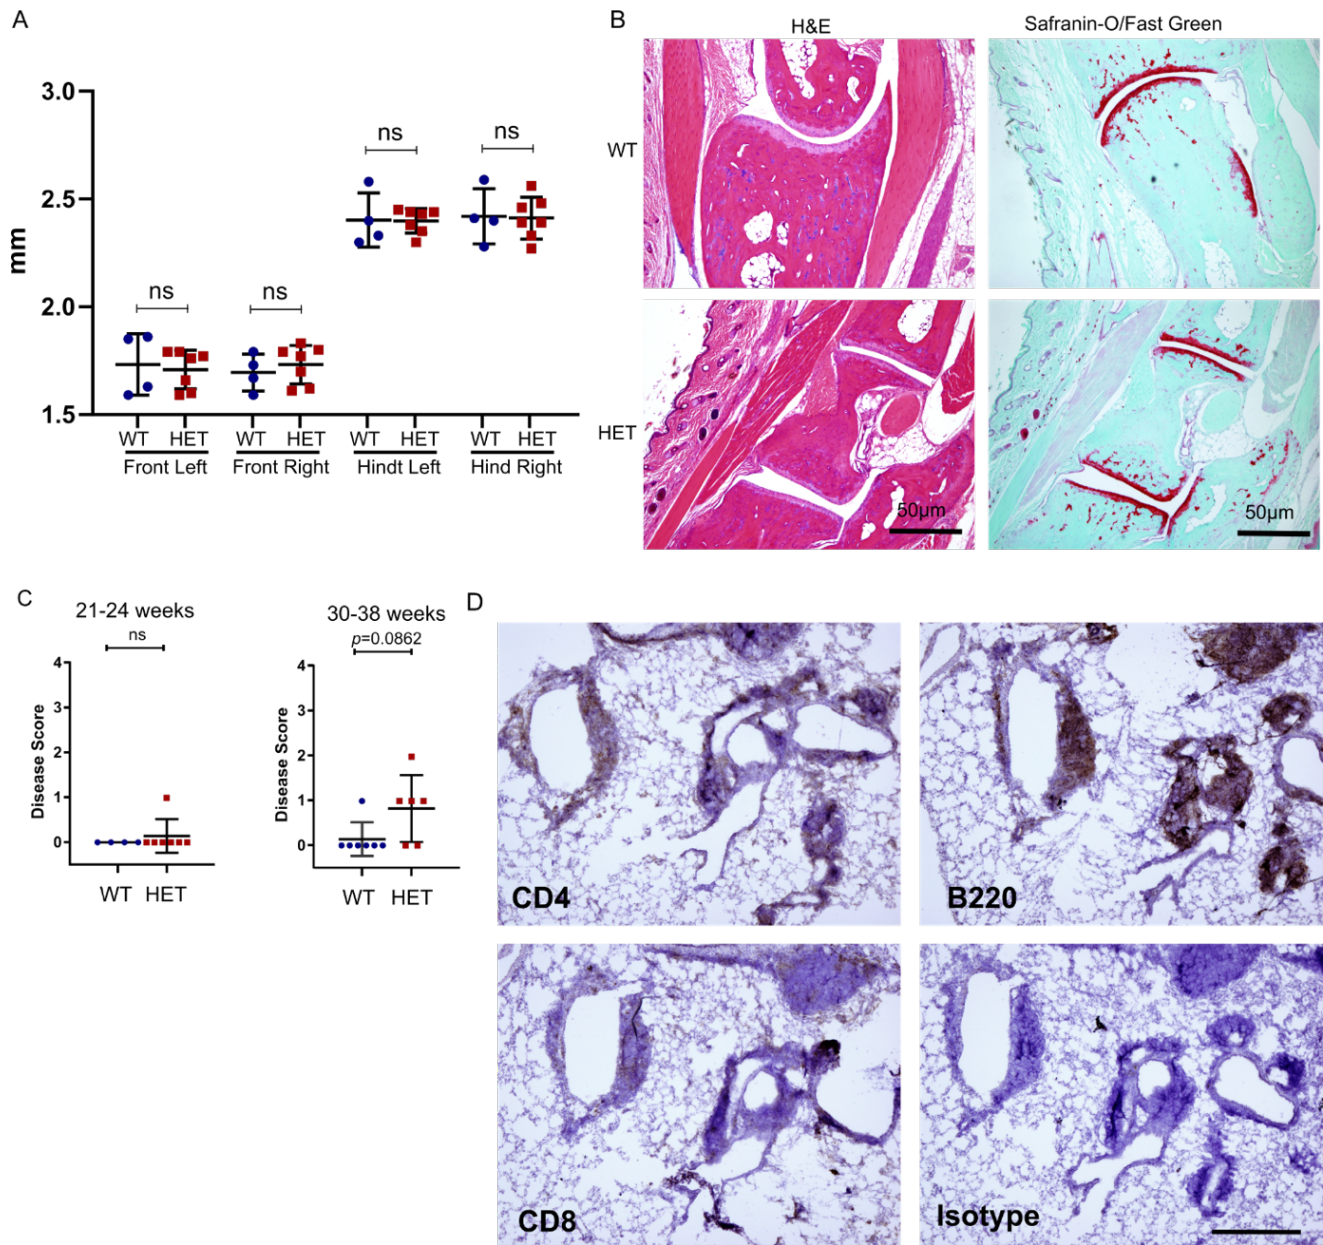 A
3.0
2.5
2.0
1.5
mm
ns
ns
ns
ns
WT HET WT HET WT HET WT HET
Front Left Front Right Hindt Left Hind Right
B
H&E
Safranin-O/Fast Green
WT
HET
50µm
50µm
C
21-24 weeks
ns
4
3
2
1
0
Disease Score
WT HET
30-38 weeks
p=0.0862
4
3
2
1
0
Disease Score
WT HET
D
CD4
B220
CD8
Isotype